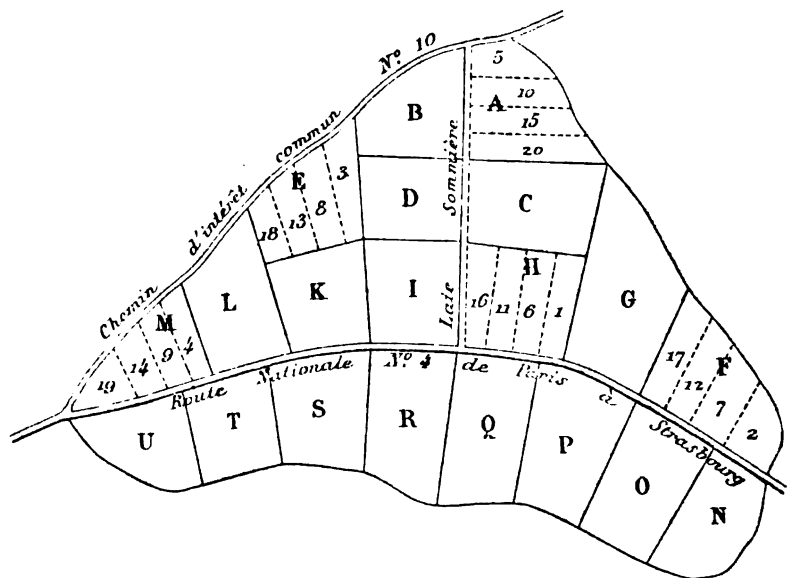 Chemin d'intérêt commun N.º 10
5
10
A
15
20
B
3
E
8
13
18
D
C
Laie Sommière
H
16
11
6
1
G
L
K
I
M
4
9
14
19
17
F
12
7
2
Route Nationale N.º 4 de Paris à Strasbourg
U
T
S
R
Q
P
O
N